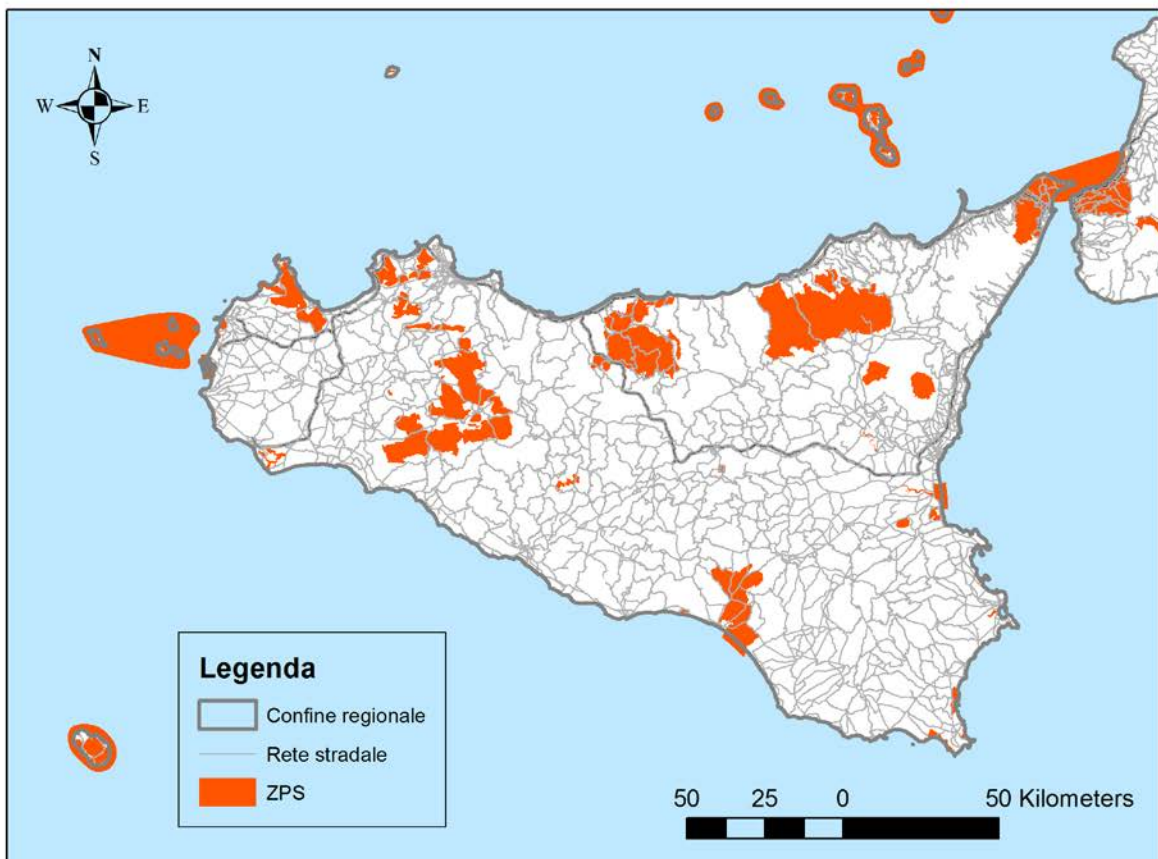 N
W E
S
Legenda
Confine regionale
Rete stradale
ZPS
50 25 0 50 Kilometers